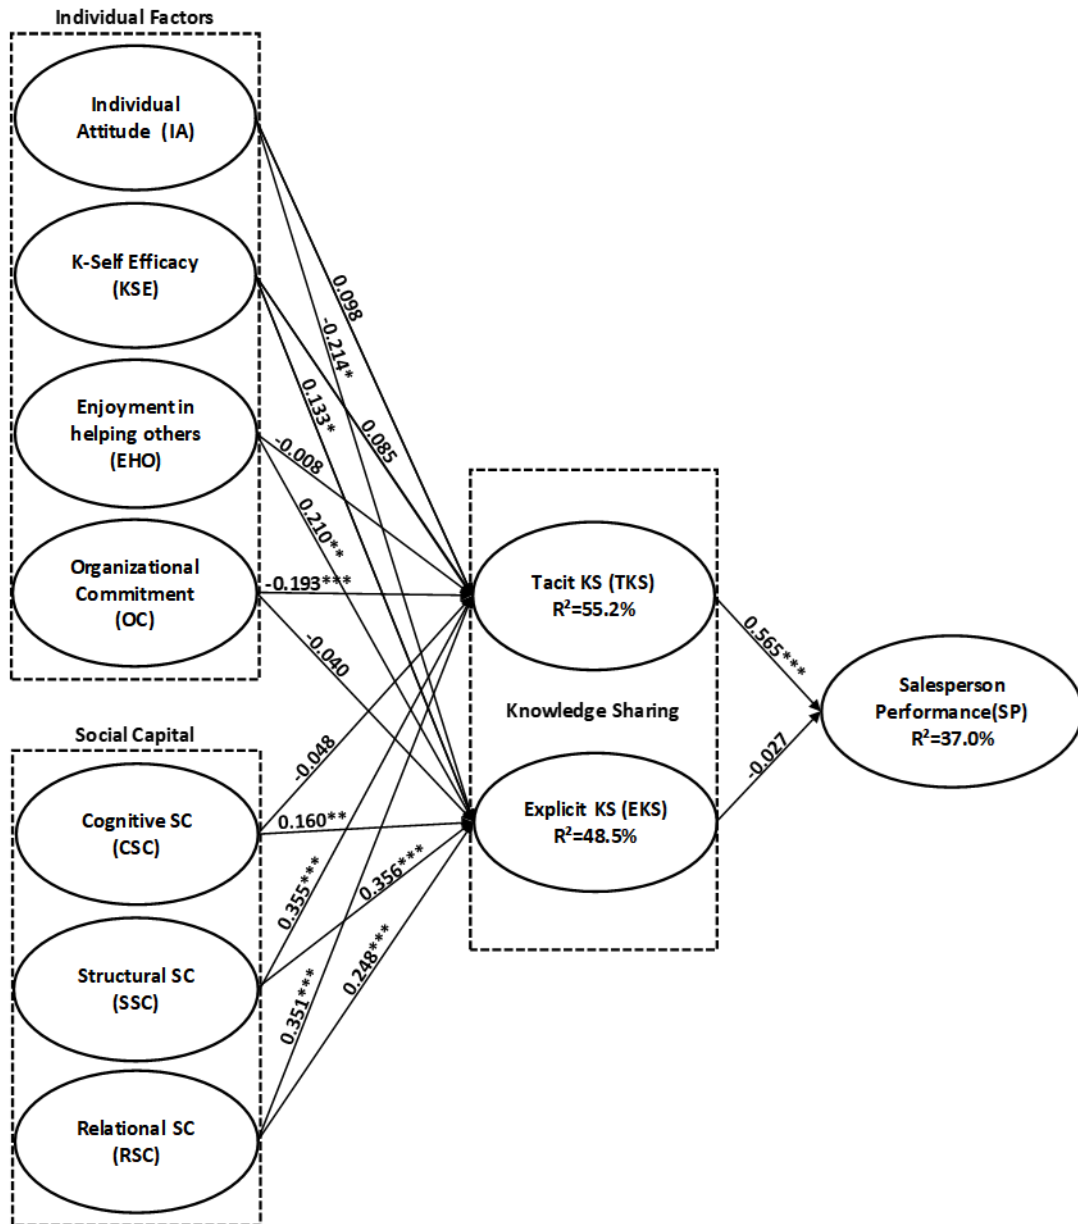 Individual Factors
Individual
Attitude (IA)
K-Self Efficacy
(KSE)
Enjoyment in
helping others
(EHO)
Organizational
Commitment
(OC)
0.098
-0.214*
0.133*
0.085
-0.008
0.210**
-0.193***
-0.040
Tacit KS (TKS)
R²=55.2%
Knowledge Sharing
Explicit KS (EKS)
R²=48.5%
0.565***
-0.027
Salesperson
Performance(SP)
R²=37.0%
Social Capital
Cognitive SC
(CSC)
Structural SC
(SSC)
Relational SC
(RSC)
-0.048
0.160**
0.355***
0.356***
0.351***
0.248***